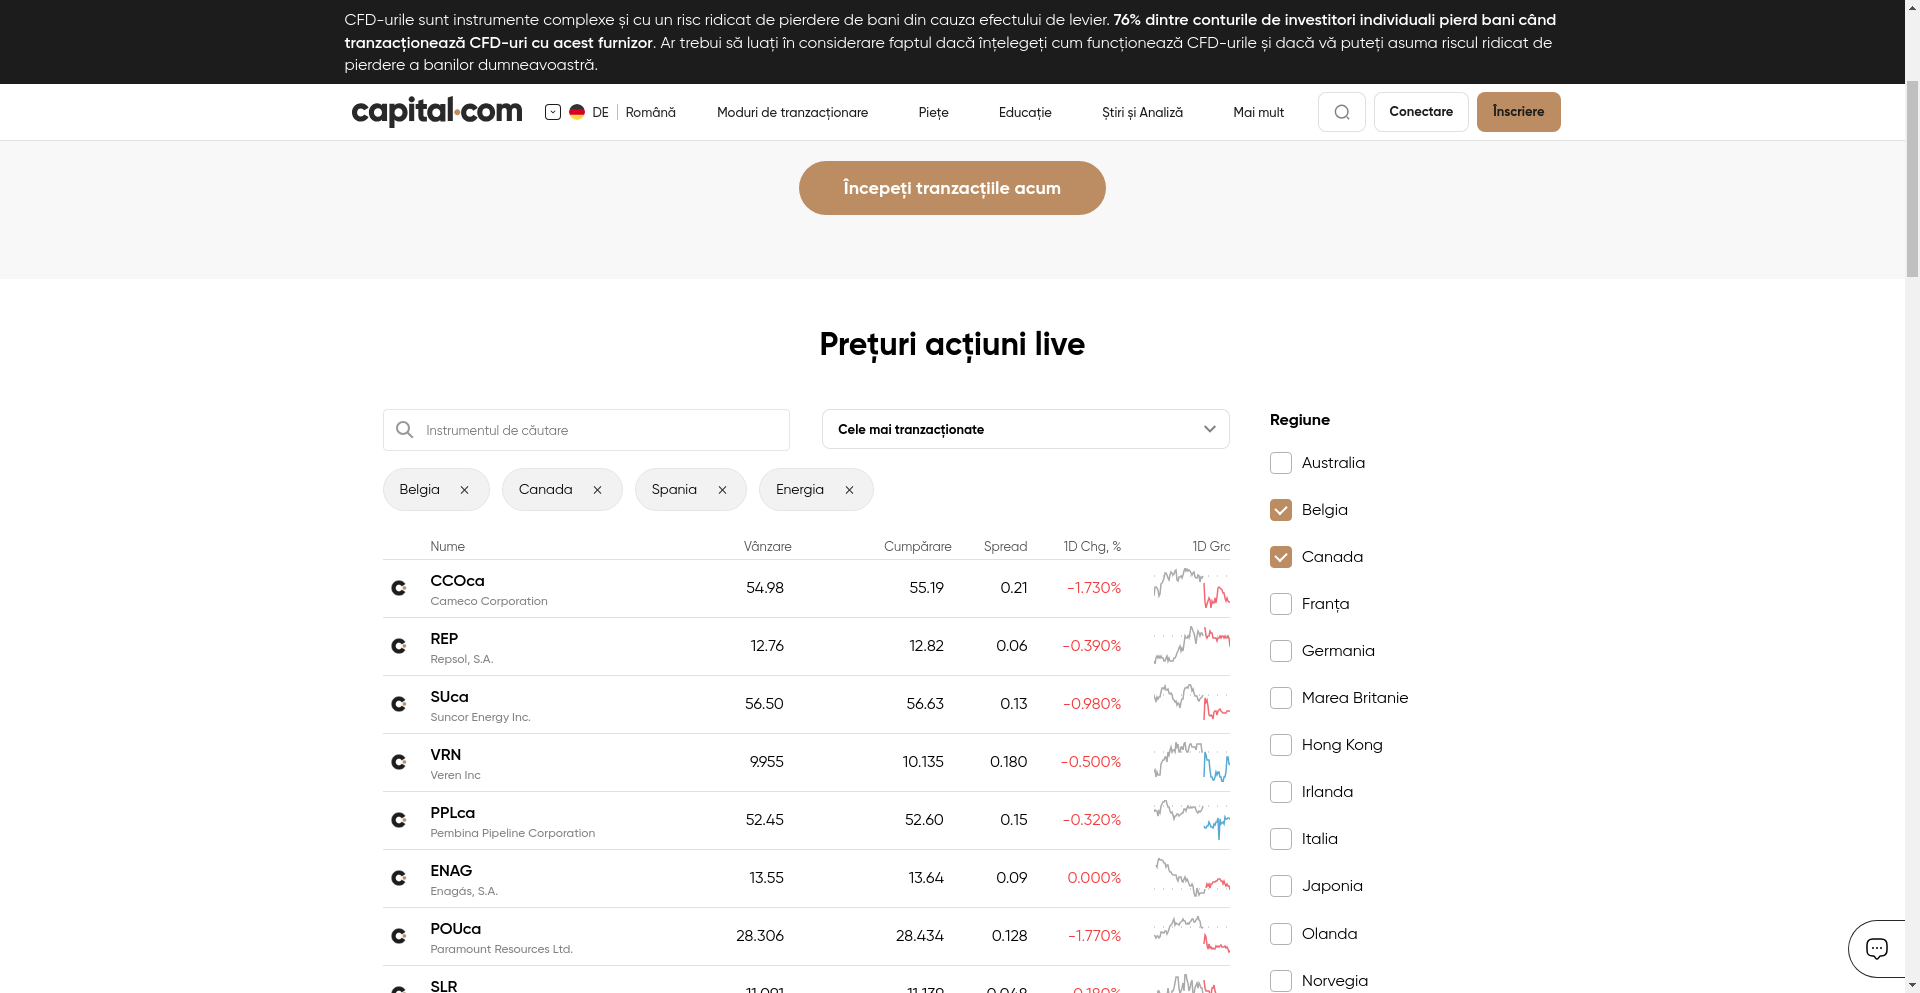 CFD-urile sunt instrumente complexe și cu un risc ridicat de pierdere de bani din cauza efectului de levier. 76% dintre conturile de investitori individuali pierd bani când
tranzacționează CFD-uri cu acest furnizor. Ar trebui să luați în considerare faptul dacă înțelegeți cum funcționează CFD-urile și dacă vă puteți asuma riscul ridicat de
pierdere a banilor dumneavoastră.
capital.com DE Română Moduri de tranzacționare Piețe Educație Știri și Analiză Mai mult Conectare Înscriere
Începeți tranzacțiile acum
Prețuri acțiuni live
Instrumentul de căutare
Cele mai tranzacționate
Belgia Canada Spania Energia
Nume Vânzare Cumpărare Spread 1D Chg, % 1D Grc
CCOca 54.98 55.19 0.21 -1.730%
Cameco Corporation
REP 12.76 12.82 0.06 -0.390%
Repsol, S.A.
SUca 56.50 56.63 0.13 -0.980%
Suncor Energy Inc.
VRN 9.955 10.135 0.180 -0.500%
Veren Inc
PPLca 52.45 52.60 0.15 -0.320%
Pembina Pipeline Corporation
ENAG 13.55 13.64 0.09 0.000%
Enagás, S.A.
POUca 28.306 28.434 0.128 -1.770%
Paramount Resources Ltd.
SLR
Regiune
Australia
Belgia
Canada
Franța
Germania
Marea Britanie
Hong Kong
Irlanda
Italia
Japonia
Olanda
Norvegia